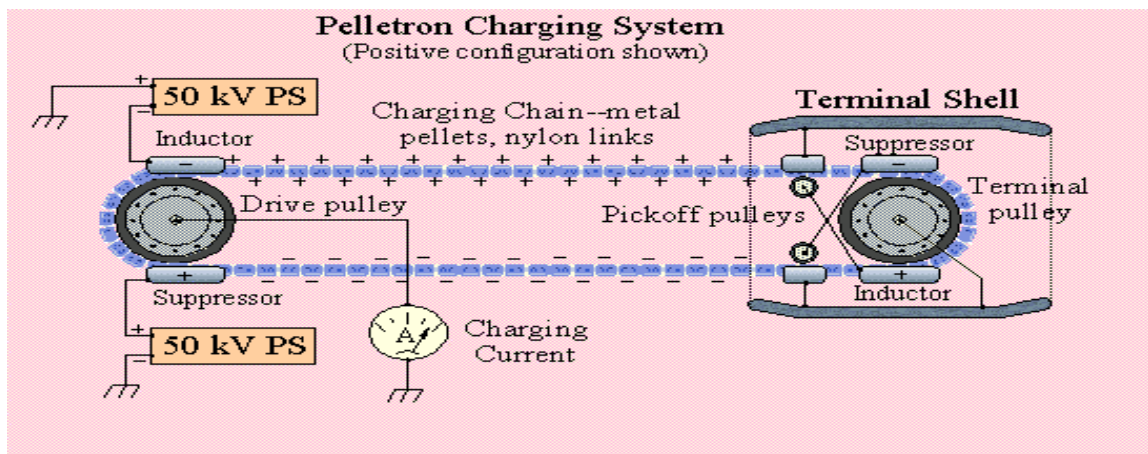 Pelletron Charging System
(Positive configuration shown)
+
50 kV PS
−
Inductor
−
Charging Chain--metal
pellets, nylon links
Terminal Shell
Suppressor
−
+ + + + + + + + + + + + +
+ + + + + + + + + + + +
Drive pulley
Pickoff pulleys
Terminal
pulley
− − − − − − − − − −
− − − − − − − − − −
+
Suppressor
+
Inductor
+
50 kV PS
−
A
Charging
Current